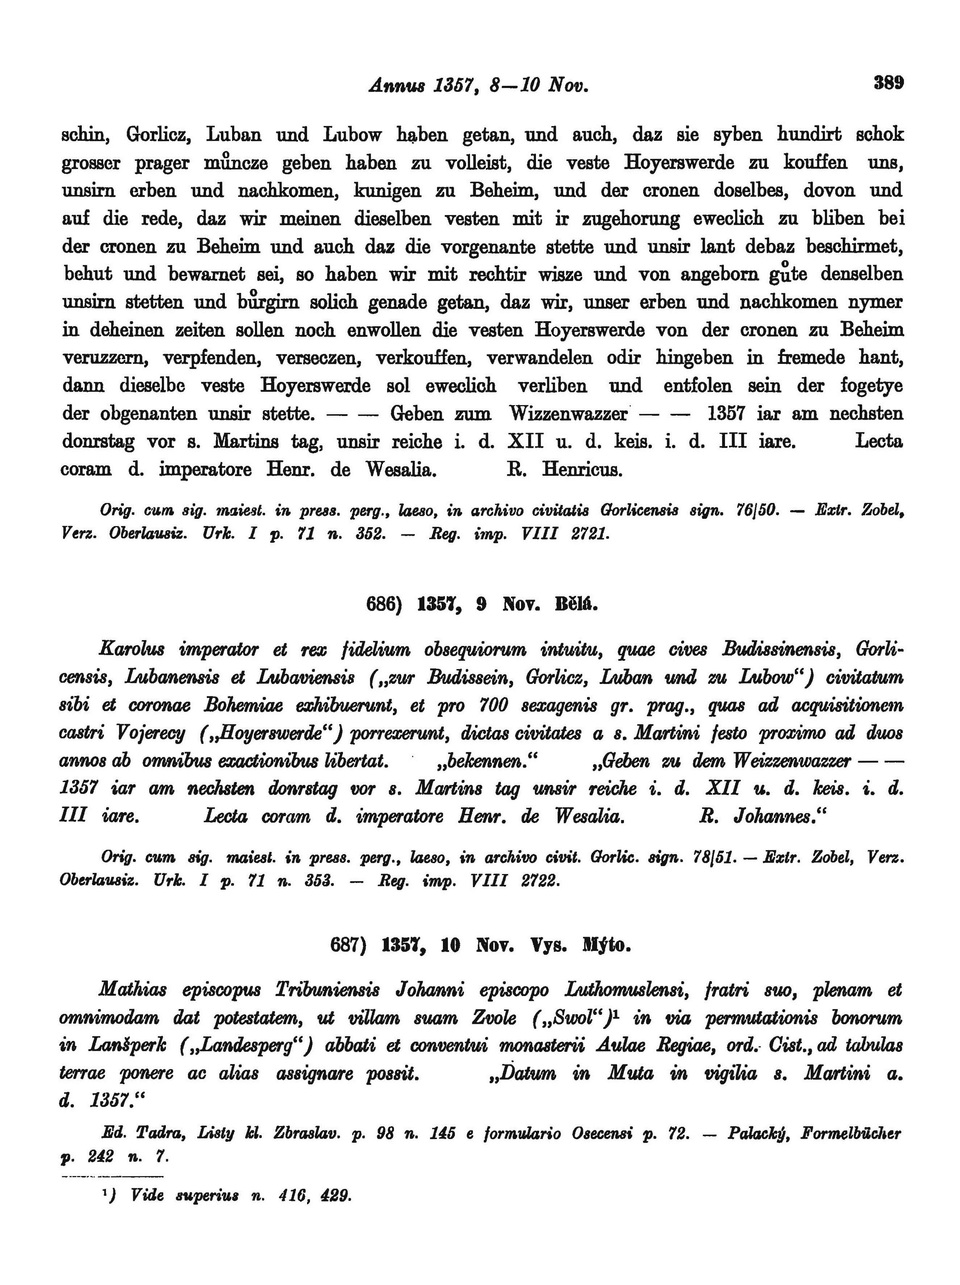 Annus 1357, 8—10 Nov. 389
schin, Gorlicz, Luban und Lubow haben getan, und auch, daz sie syben hundirt schok
grosser prager můncze geben haben zu volleist, die veste Hoyerswerde zu kouffen uns,
unsirn erben und nachkomen, kunigen zu Beheim, und der cronen doselbes, dovon und
auf die rede, daz wir meinen dieselben vesten mit ir zugehorung eweclich zu bliben bei
der cronen zu Beheim und auch daz die vorgenante stette und unsir lant debaz beschirmet,
behut und bewarnet sei, so haben wir mit rechtir wisze und von angeborn gůte denselben
unsirn stetten und bůrgirn solich genade getan, daz wir, unser erben und nachkomen nymer
in deheinen zeiten sollen noch enwollen die vesten Hoyerswerde von der cronen zu Beheim
veruzzern, verpfenden, verseczen, verkouffen, verwandelen odir hingeben in fremede hant,
dann dieselbe veste Hoyerswerde sol eweclich verliben und entfolen sein der fogetye
der obgenanten unsir stette. — — Geben zum Wizzenwazzer — — 1357 iar am nechsten
donrstag vor s. Martins tag, unsir reiche i. d. XII u. d. keis. i. d. III iare. Lecta
coram d. imperatore Henr. de Wesalia. R. Henricus.
Orig. cum sig. maiest. in press. perg., laeso, in archivo civitatis Gorlicensis sign. 76|50. — Extr. Zobel,
Verz. Oberlausiz. Urk. I p. 71 n. 352. — Reg. imp. VIII 2721.
686) 1357, 9 Nov. Bělá.
Karolus imperator et rex fidelium obsequiorum intuitu, quae cives Budissinensis, Gorli-
censis, Lubanensis et Lubaviensis („zur Budissein, Gorlicz, Luban und zu Lubow“) civitatum
sibi et coronae Bohemiae exhibuerunt, et pro 700 sexagenis gr. prag., quas ad acquisitionem
castri Vojerecy („Hoyerswerde“) porrexerunt, dictas civitates a s. Martini festo proximo ad duos
annos ab omnibus exactionibus libertat. „bekennen.“ „Geben zu dem Weizzenwazzer — —
1357 iar am nechsten donrstag vor s. Martins tag unsir reiche i. d. XII u. d. keis. i. d.
III iare. Lecta coram d. imperatore Henr. de Wesalia. R. Johannes.“
Orig. cum sig. maiest. in press. perg., laeso, in archivo civit. Gorlic. sign. 78|51. — Extr. Zobel, Verz.
Oberlausiz. Urk. I p. 71 n. 353. — Reg. imp. VIII 2722.
687) 1357, 10 Nov. Vys. Mýto.
Mathias episcopus Tribuniensis Johanni episcopo Luthomuslensi, fratri suo, plenam et
omnimodam dat potestatem, ut villam suam Zvole („Swol“)¹ in via permutationis bonorum
in Lanšperk („Landesperg“) abbati et conventui monasterii Aulae Regiae, ord. Cist., ad tabulas
terrae ponere ac alias assignare possit. „Datum in Muta in vigilia s. Martini a.
d. 1357.“
Ed. Tadra, Listy kl. Zbraslav. p. 98 n. 145 e formulario Osecensi p. 72. — Palacký, Formelbücher
p. 242 n. 7.
¹) Vide superius n. 416, 429.